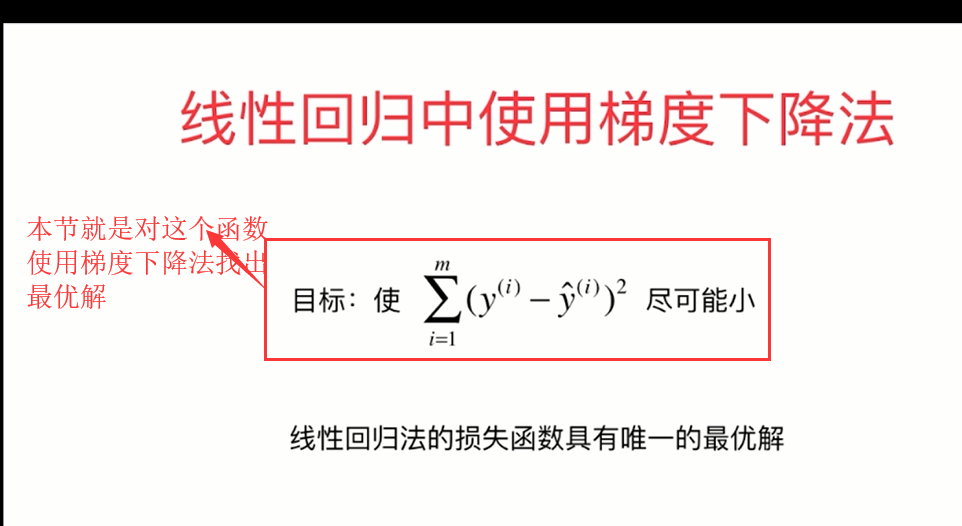 线性回归中使用梯度下降法
本节就是对这个函数
使用梯度下降法找出
最优解
目标：使 $\sum_{i=1}^{m}(y^{(i)} - \hat{y}^{(i)})^2$ 尽可能小
线性回归法的损失函数具有唯一的最优解